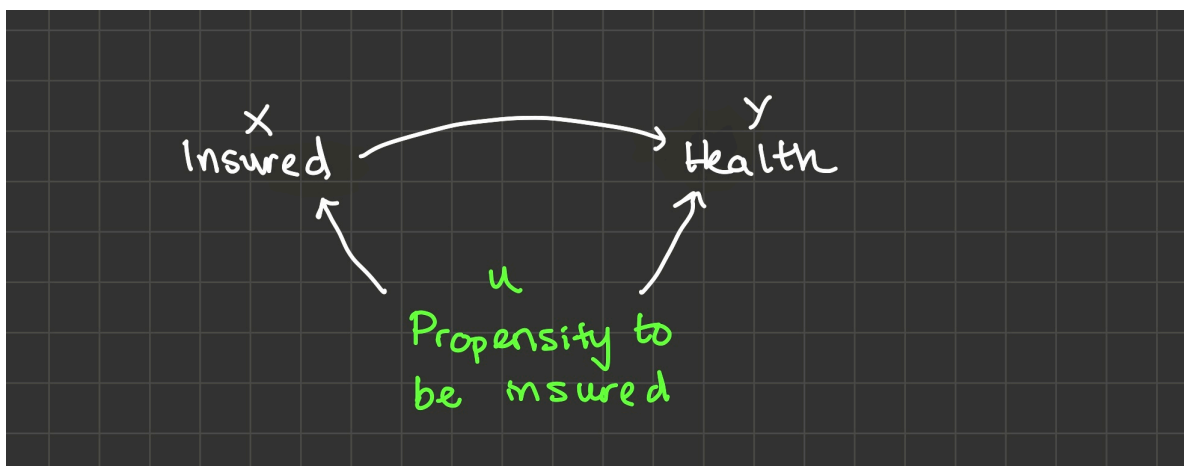 X
Y
Insured
Health
u
Propensity to
be insured